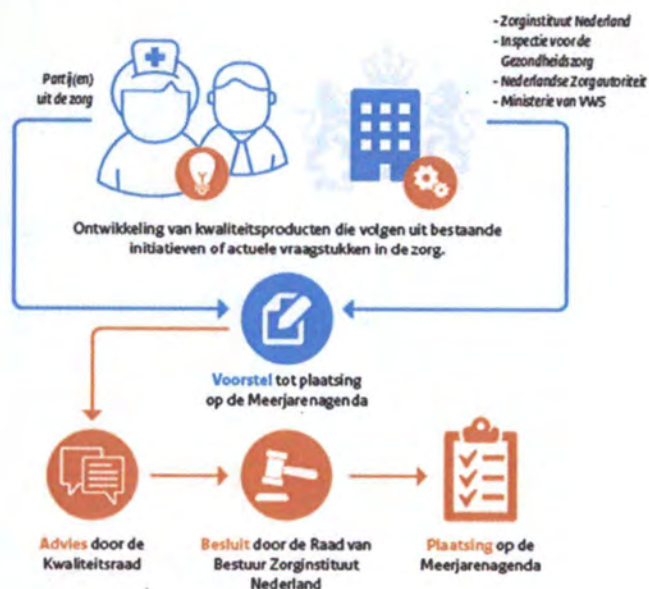 Partij(en)
uit de zorg
- Zorginstituut Nederland
- Inspectie voor de
Gezondheidszorg
- Nederlandse Zorgautoriteit
- Ministerie van VWS
Ontwikkeling van kwaliteitsproducten die volgen uit bestaande
initiatieven of actuele vraagstukken in de zorg.
Voorstel tot plaatsing
op de Meerjarenagenda
Advies door de
Kwaliteitsraad
Besluit door de Raad van
Bestuur Zorginstituut
Nederland
Plaatsing op de
Meerjarenagenda